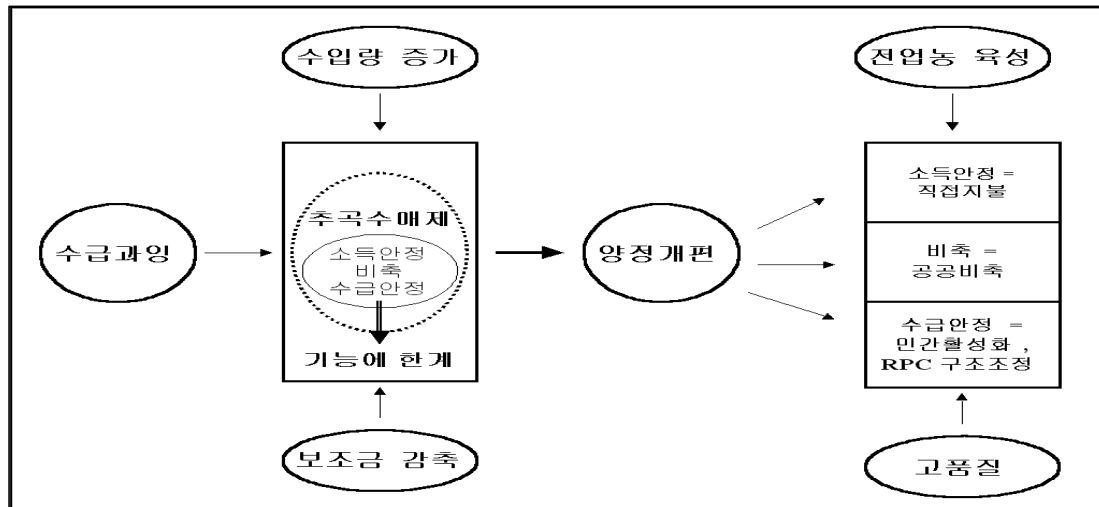 수입량 증가
전업농 육성
수급과잉
추곡수매제
소득안정
비축
수급안정
기능에 한계
양정개편
소득안정 =
직접지불
비축 =
공공비축
수급안정 =
민간활성화 ,
RPC 구조조정
보조금 감축
고품질